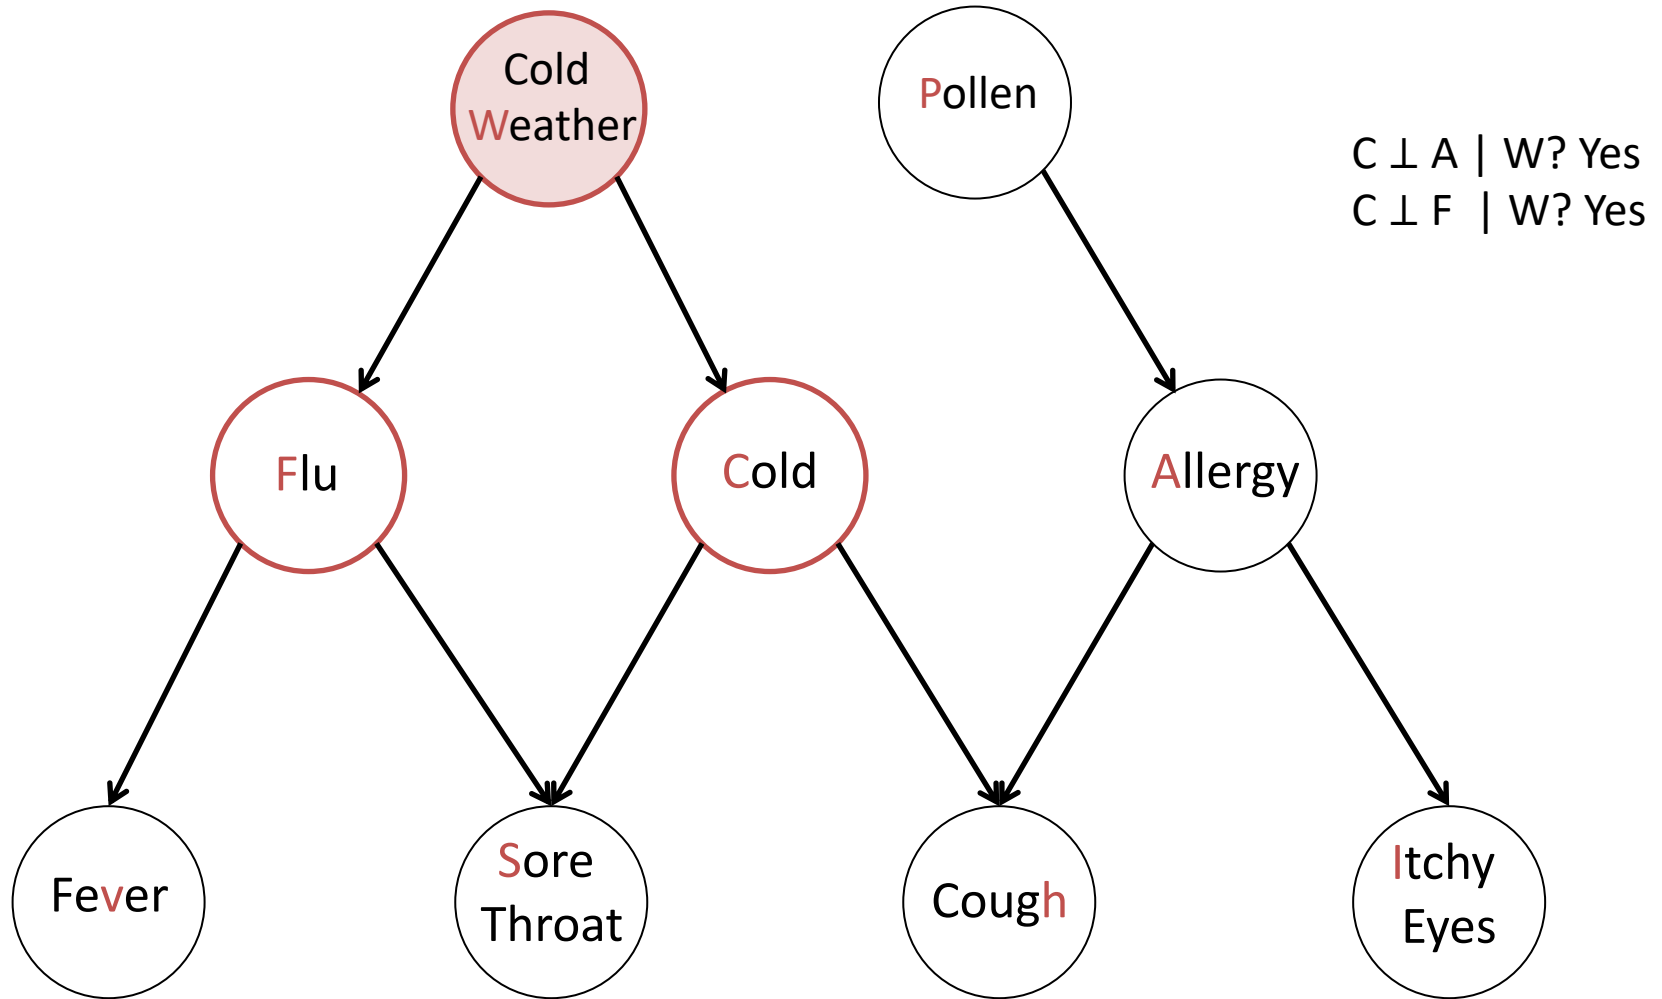 Cold
Weather
Pollen
C ⊥ A | W? Yes
C ⊥ F | W? Yes
Flu
Cold
Allergy
Fever
Sore
Throat
Cough
Itchy
Eyes